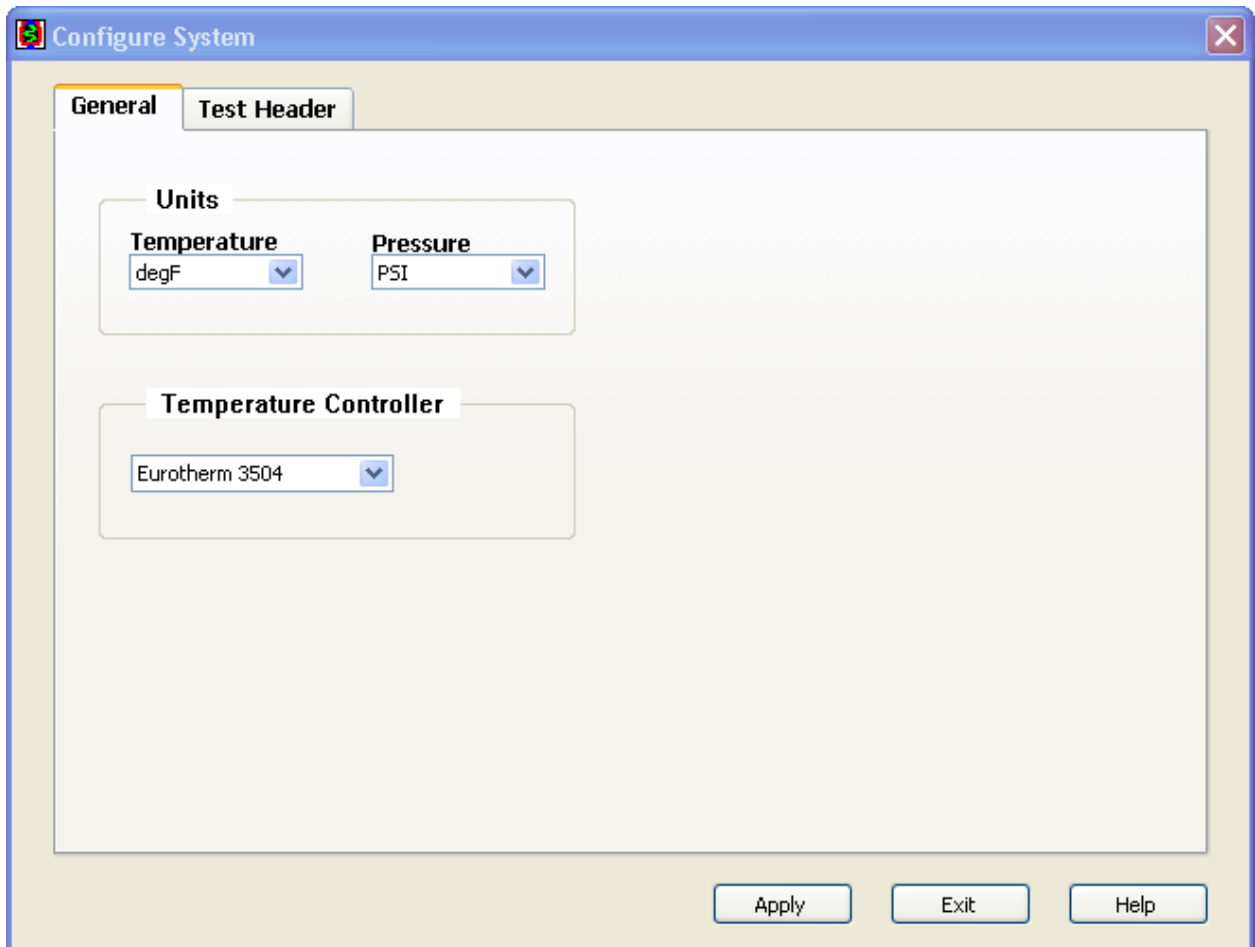 Configure System
General Test Header
Units
Temperature Pressure
degF PSI
Temperature Controller
Eurotherm 3504
Apply Exit Help